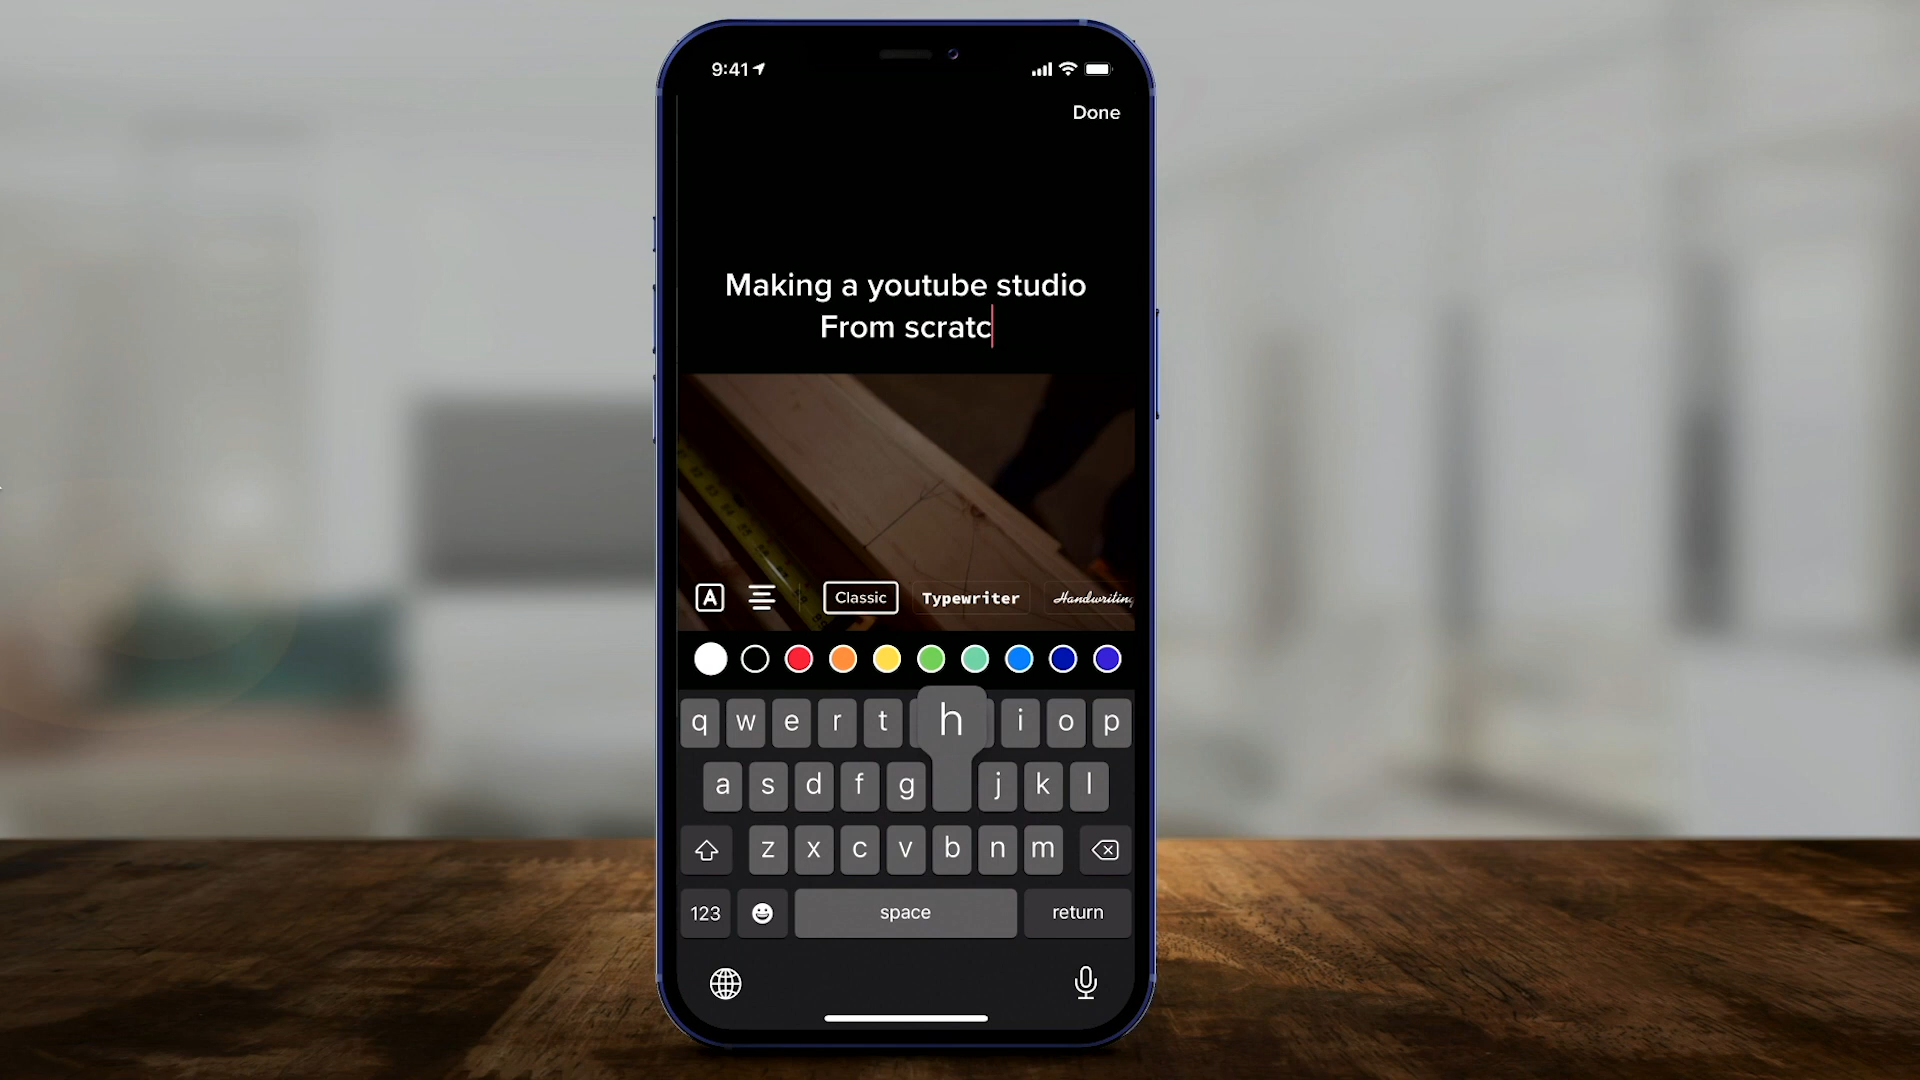 9:41
Done
Making a youtube studio
From scratc
A
Classic
Typewriter
Handwriting
q w e r t h i o p
a s d f g j k l
z x c v b n m
123 space return